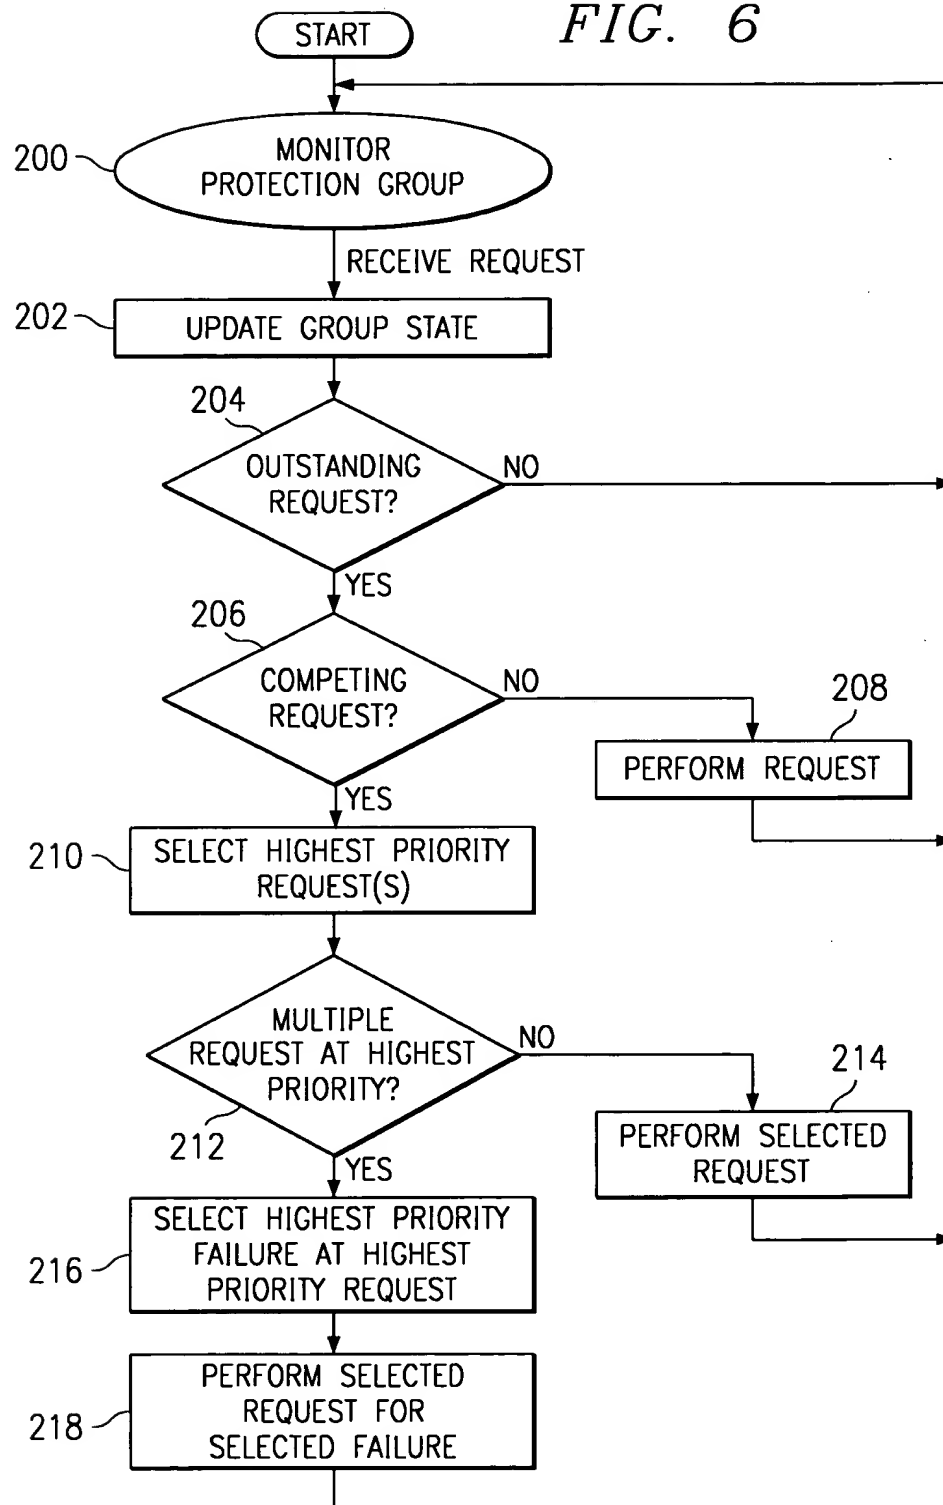 FIG. 6
START
200
MONITOR
PROTECTION GROUP
RECEIVE REQUEST
202
UPDATE GROUP STATE
204
OUTSTANDING
REQUEST?
NO
YES
206
COMPETING
REQUEST?
NO
208
PERFORM REQUEST
YES
210
SELECT HIGHEST PRIORITY
REQUEST(S)
MULTIPLE
REQUEST AT HIGHEST
PRIORITY?
NO
212
214
PERFORM SELECTED
REQUEST
YES
216
SELECT HIGHEST PRIORITY
FAILURE AT HIGHEST
PRIORITY REQUEST
218
PERFORM SELECTED
REQUEST FOR
SELECTED FAILURE